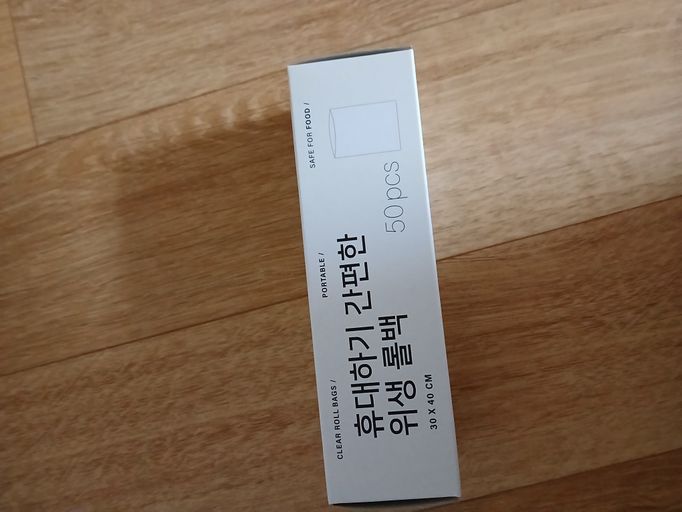 CLEAR ROLL BAGS / PORTABLE / SAFE FOR FOOD /
휴대하기 간편한
위생 롤백
30 X 40 CM
50pcs